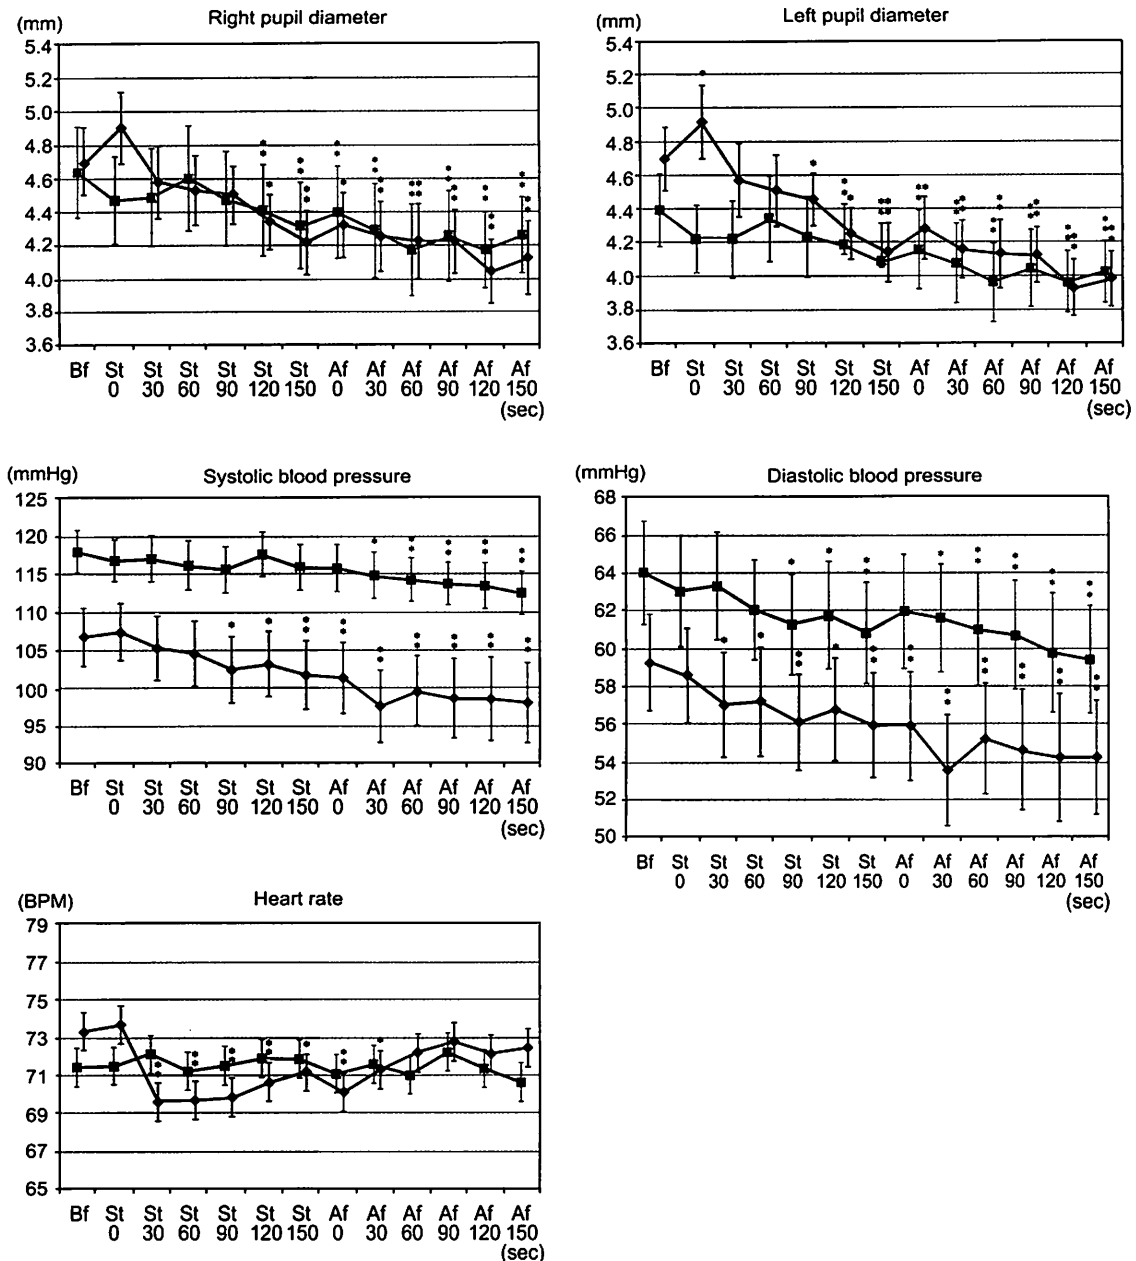 Right pupil diameter
(mm)
5.4
5.2
5.0
4.8
4.6
4.4
4.2
4.0
3.8
3.6
Bf St St St St St St Af Af Af Af Af Af
0 30 60 90 120 150 0 30 60 90 120 150
(sec)
Left pupil diameter
(mm)
5.4
5.2
5.0
4.8
4.6
4.4
4.2
4.0
3.8
3.6
Bf St St St St St St Af Af Af Af Af Af
0 30 60 90 120 150 0 30 60 90 120 150
(sec)
(mmHg)
Systolic blood pressure
125
120
115
110
105
100
95
90
Bf St St St St St St Af Af Af Af Af Af
0 30 60 90 120 150 0 30 60 90 120 150
(sec)
(mmHg)
Diastolic blood pressure
68
66
64
62
60
58
56
54
52
50
Bf St St St St St St Af Af Af Af Af Af
0 30 60 90 120 150 0 30 60 90 120 150
(sec)
(BPM)
Heart rate
79
77
75
73
71
69
67
65
Bf St St St St St St Af Af Af Af Af Af
0 30 60 90 120 150 0 30 60 90 120 150
(sec)